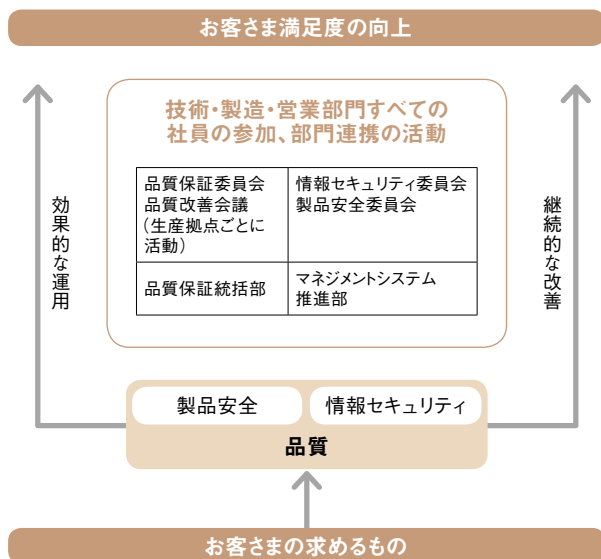 お客さま満足度の向上
技術・製造・営業部門すべての
社員の参加、部門連携の活動
品質保証委員会
品質改善会議
（生産拠点ごとに
活動）
情報セキュリティ委員会
製品安全委員会
品質保証統括部
マネジメントシステム
推進部
効果的な運用
継続的な改善
製品安全
情報セキュリティ
品質
お客さまの求めるもの